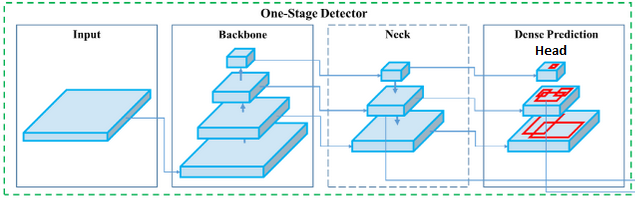 One-Stage Detector
Input
Backbone
Neck
Dense Prediction
Head